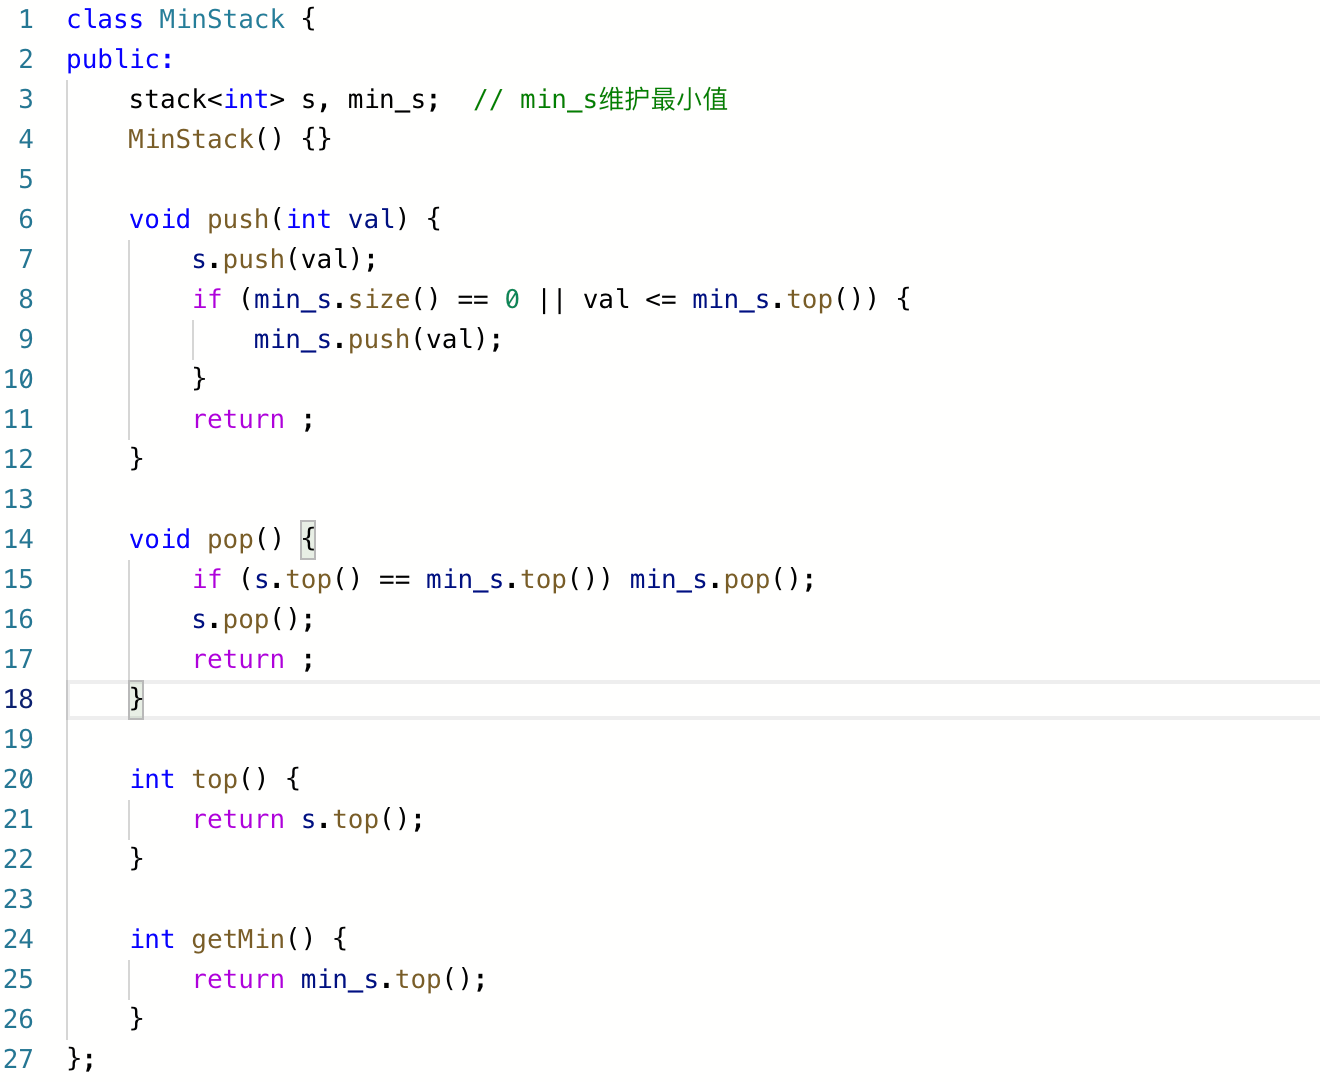 1 class MinStack {
2 public:
3     stack<int> s, min_s;  // min_s维护最小值
4     MinStack() {}
5
6     void push(int val) {
7         s.push(val);
8         if (min_s.size() == 0 || val <= min_s.top()) {
9             min_s.push(val);
10         }
11         return ;
12     }
13
14     void pop() {
15         if (s.top() == min_s.top()) min_s.pop();
16         s.pop();
17         return ;
18     }
19
20     int top() {
21         return s.top();
22     }
23
24     int getMin() {
25         return min_s.top();
26     }
27 };